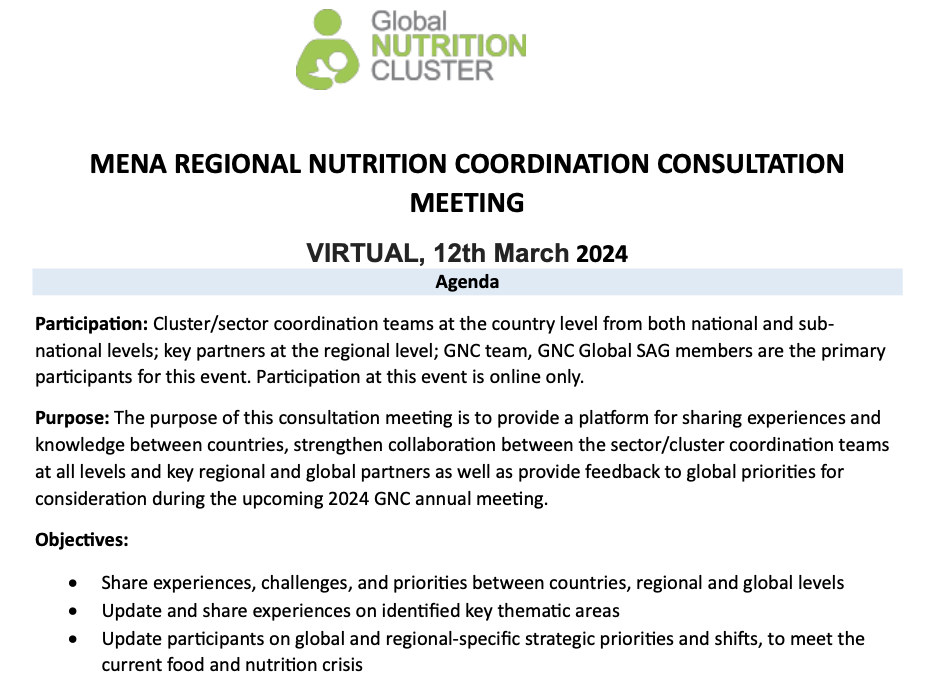 Global
NUTRITION
CLUSTER
MENA REGIONAL NUTRITION COORDINATION CONSULTATION
MEETING
VIRTUAL, 12th March 2024
Agenda
Participation: Cluster/sector coordination teams at the country level from both national and sub-
national levels; key partners at the regional level; GNC team, GNC Global SAG members are the primary
participants for this event. Participation at this event is online only.
Purpose: The purpose of this consultation meeting is to provide a platform for sharing experiences and
knowledge between countries, strengthen collaboration between the sector/cluster coordination teams
at all levels and key regional and global partners as well as provide feedback to global priorities for
consideration during the upcoming 2024 GNC annual meeting.
Objectives:
• Share experiences, challenges, and priorities between countries, regional and global levels
• Update and share experiences on identified key thematic areas
• Update participants on global and regional-specific strategic priorities and shifts, to meet the
current food and nutrition crisis